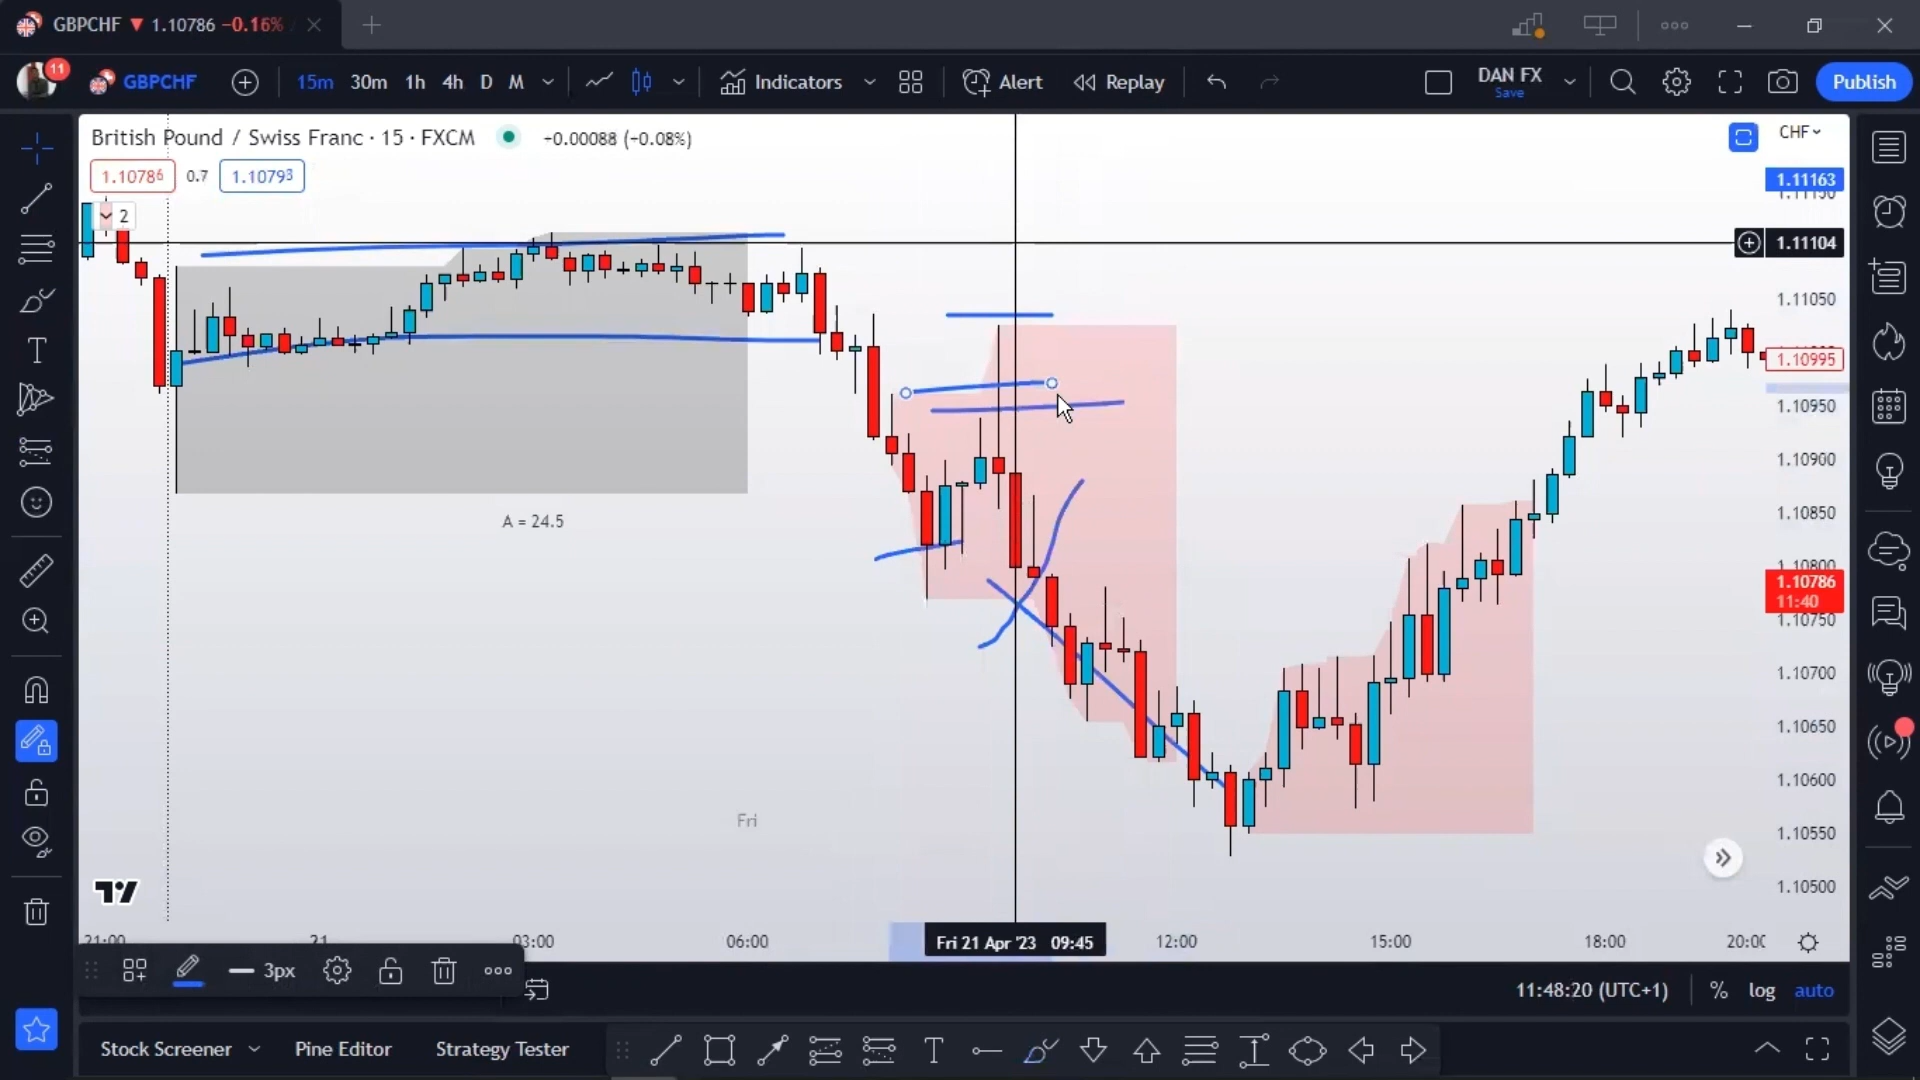 GBPCHF ▼ 1.10786 −0.16%
11
GBPCHF
15m 30m 1h 4h D M
Indicators
Alert
Replay
DAN FX
Save
Publish
British Pound / Swiss Franc · 15 · FXCM
−0.00088 (−0.08%)
CHF
1.10786 0.7 1.10793
2
1.11163
1.11150
1.11104
1.11050
1.10995
1.10950
1.10900
1.10850
1.10800
1.10786
11:40
1.10750
1.10700
1.10650
1.10600
1.10550
1.10500
A = 24.5
Fri
21:00 21 03:00 06:00 Fri 21 Apr '23 09:45 12:00 15:00 18:00
3px
11:48:20 (UTC+1) % log auto
Stock Screener Pine Editor Strategy Tester